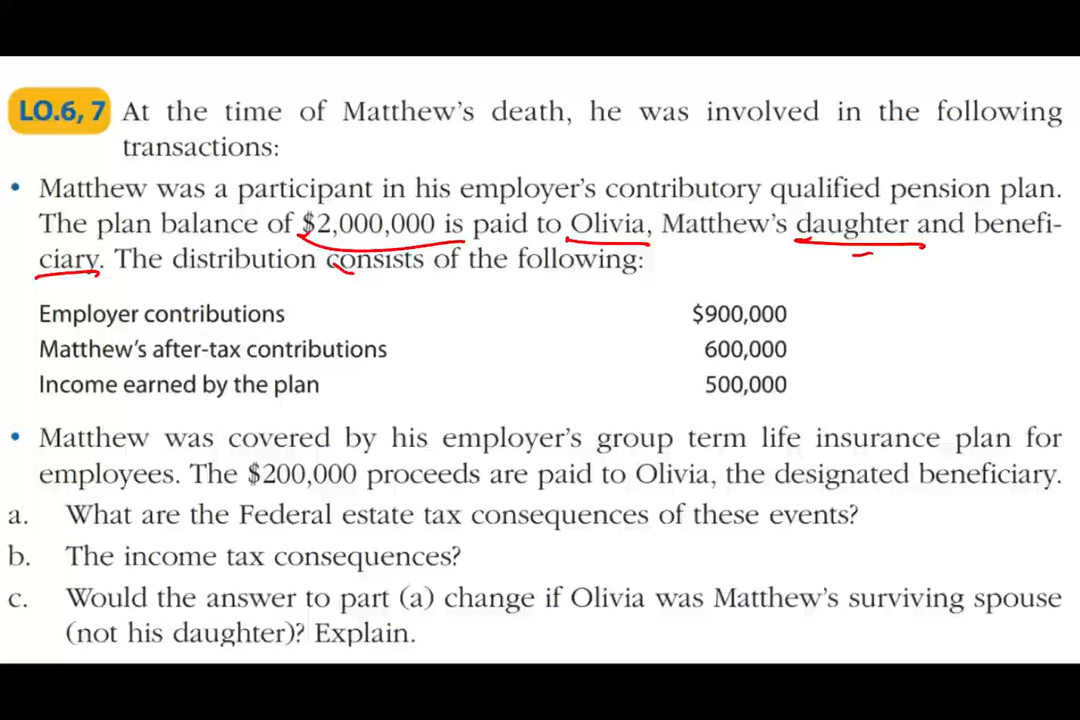 LO.6, 7 At the time of Matthew's death, he was involved in the following
transactions:
• Matthew was a participant in his employer's contributory qualified pension plan.
The plan balance of $2,000,000 is paid to Olivia, Matthew's daughter and benefi-
ciary. The distribution consists of the following:
Employer contributions $900,000
Matthew's after-tax contributions 600,000
Income earned by the plan 500,000
• Matthew was covered by his employer's group term life insurance plan for
employees. The $200,000 proceeds are paid to Olivia, the designated beneficiary.
a. What are the Federal estate tax consequences of these events?
b. The income tax consequences?
c. Would the answer to part (a) change if Olivia was Matthew's surviving spouse
(not his daughter)? Explain.